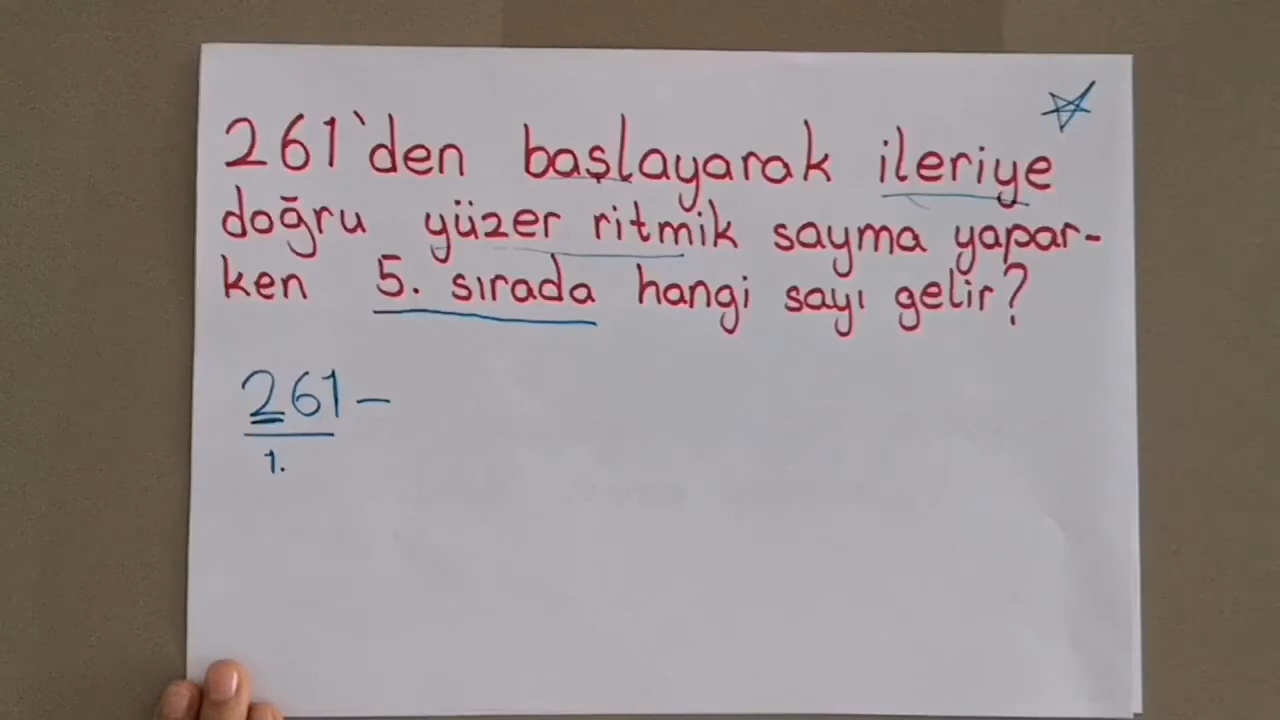 261'den başlayarak ileriye
doğru yüzer ritmik sayma yapar-
ken 5. sırada hangi sayı gelir?
261 –
1.